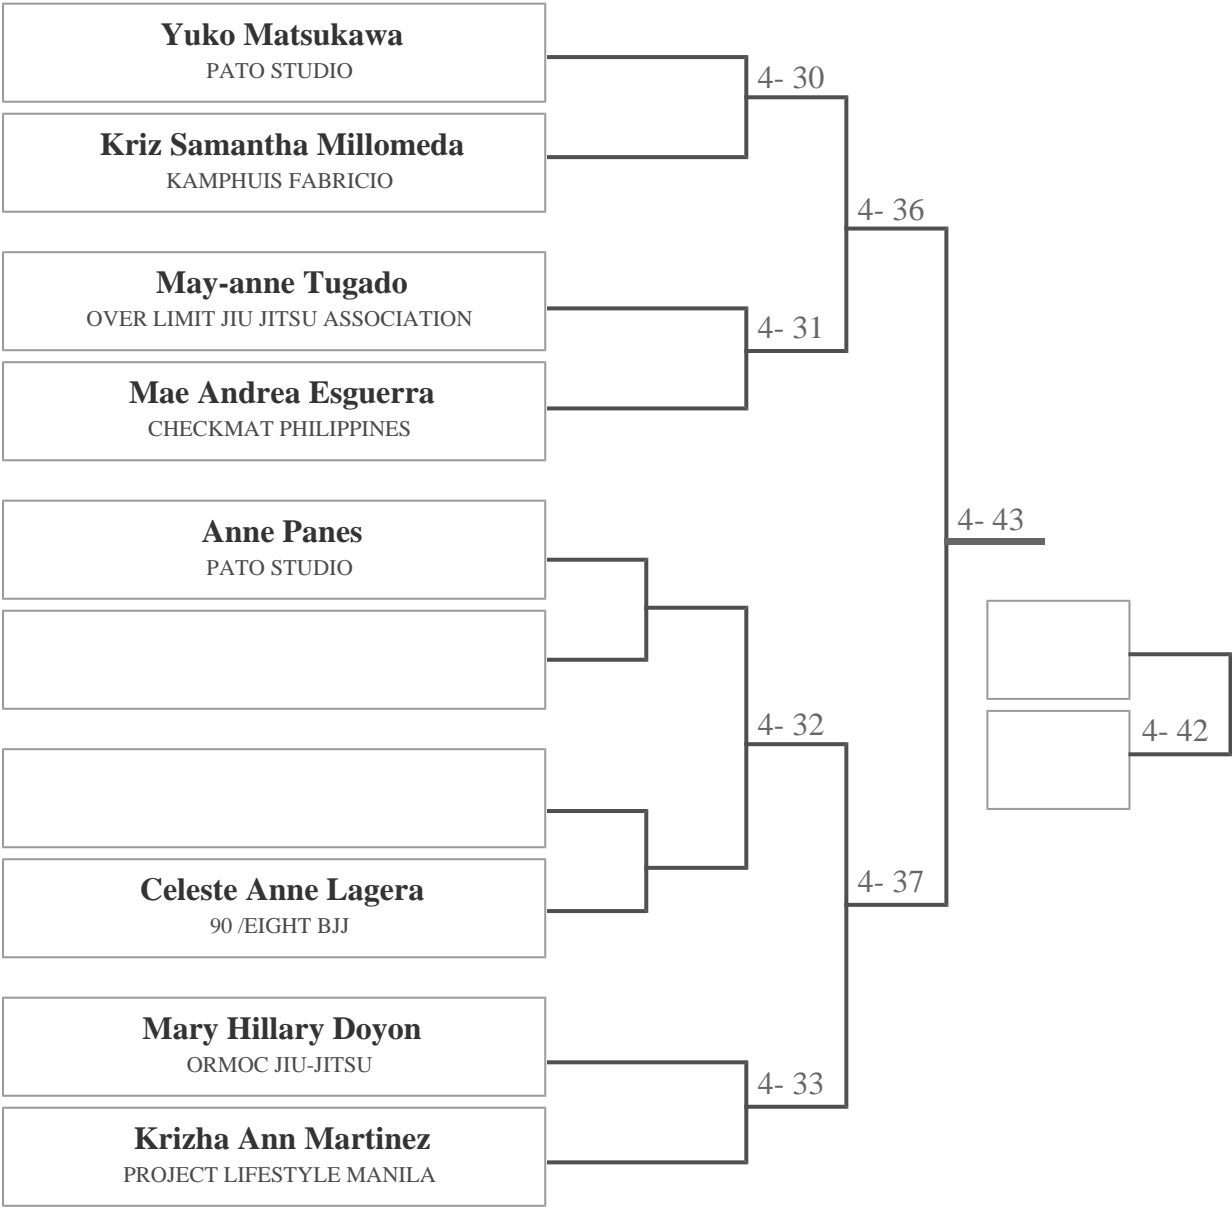 Yuko Matsukawa
PATO STUDIO
4- 30
Kriz Samantha Millomeda
KAMPHUIS FABRICIO
4- 36
May-anne Tugado
OVER LIMIT JIU JITSU ASSOCIATION
4- 31
Mae Andrea Esguerra
CHECKMAT PHILIPPINES
4- 43
Anne Panes
PATO STUDIO
4- 32
4- 42
Celeste Anne Lagera
90 /EIGHT BJJ
4- 37
Mary Hillary Doyon
ORMOC JIU-JITSU
4- 33
Krizha Ann Martinez
PROJECT LIFESTYLE MANILA